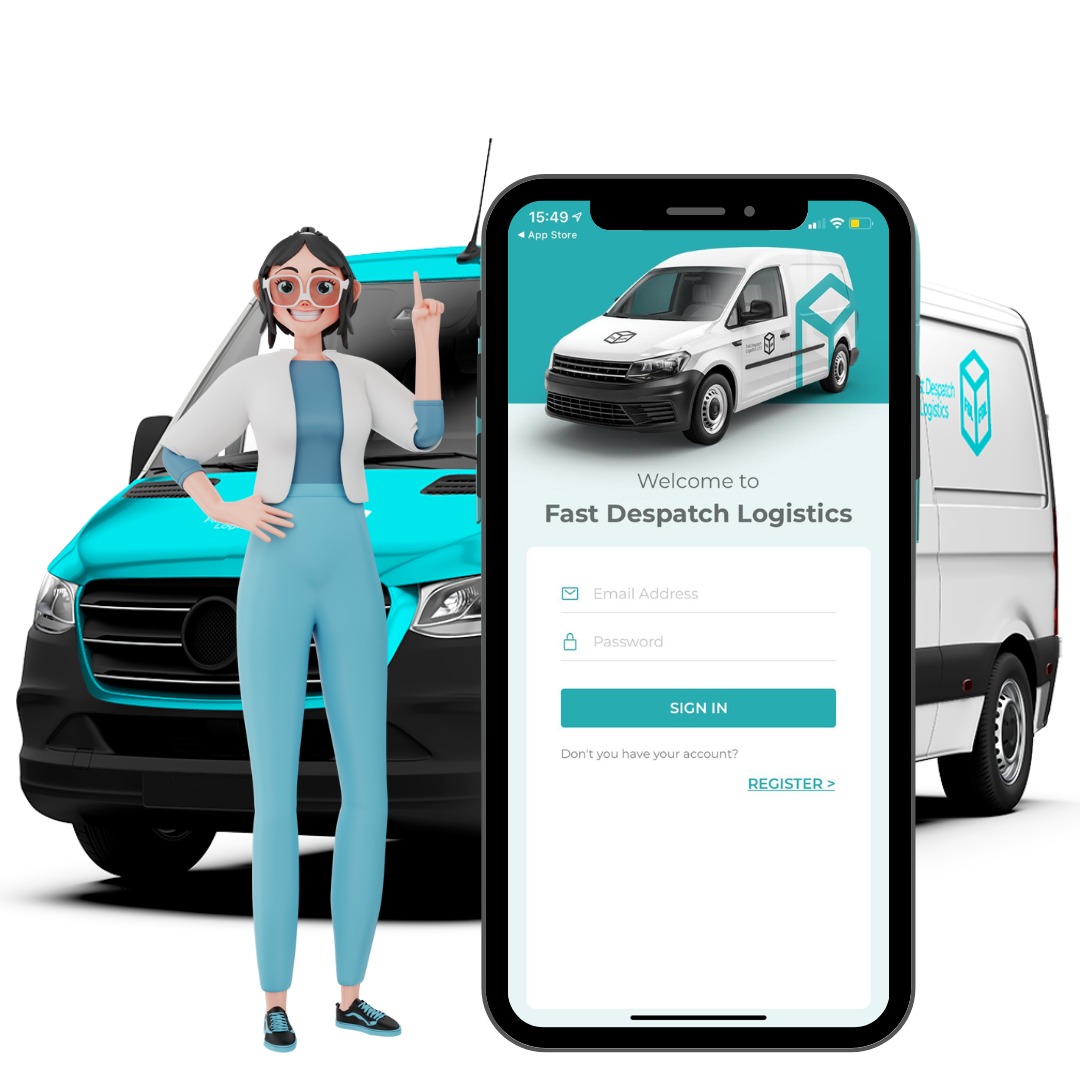 15:49
App Store
Welcome to
Fast Despatch Logistics
Email Address
Password
SIGN IN
Don't you have your account?
REGISTER >
Despatch
Logistics